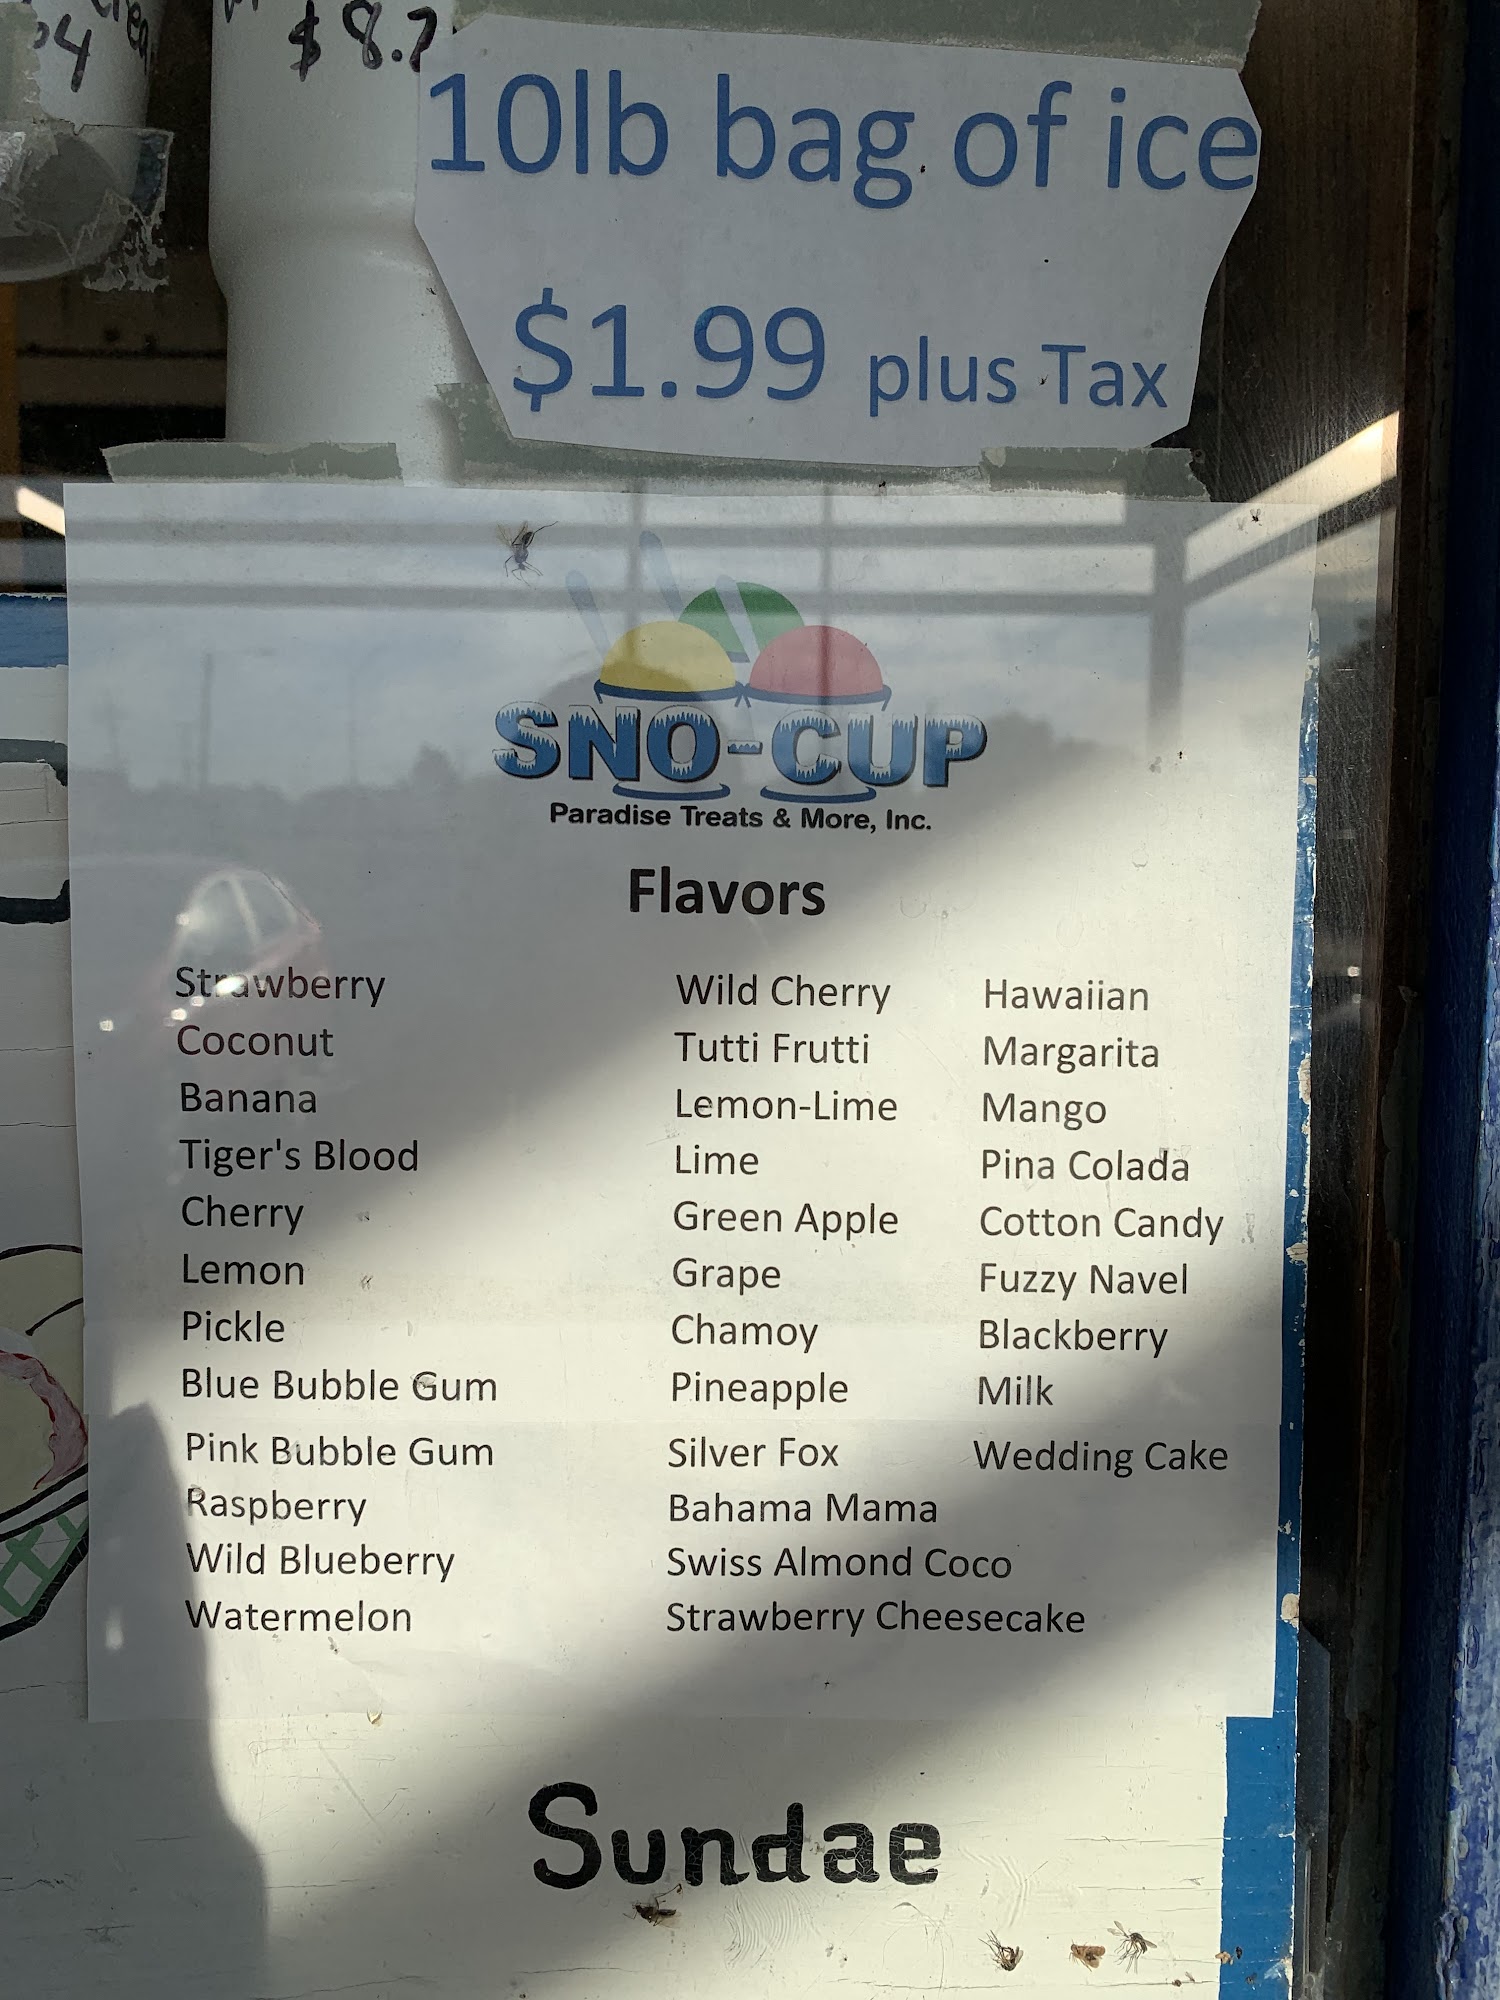 $8.
10lb bag of ice
$1.99 plus Tax
SNO-CUP
Paradise Treats & More, Inc.
Flavors
Strawberry
Coconut
Banana
Tiger's Blood
Cherry
Lemon
Pickle
Blue Bubble Gum
Pink Bubble Gum
Raspberry
Wild Blueberry
Watermelon
Wild Cherry
Tutti Frutti
Lemon-Lime
Lime
Green Apple
Grape
Chamoy
Pineapple
Silver Fox
Bahama Mama
Swiss Almond Coco
Strawberry Cheesecake
Hawaiian
Margarita
Mango
Pina Colada
Cotton Candy
Fuzzy Navel
Blackberry
Milk
Wedding Cake
Sundae